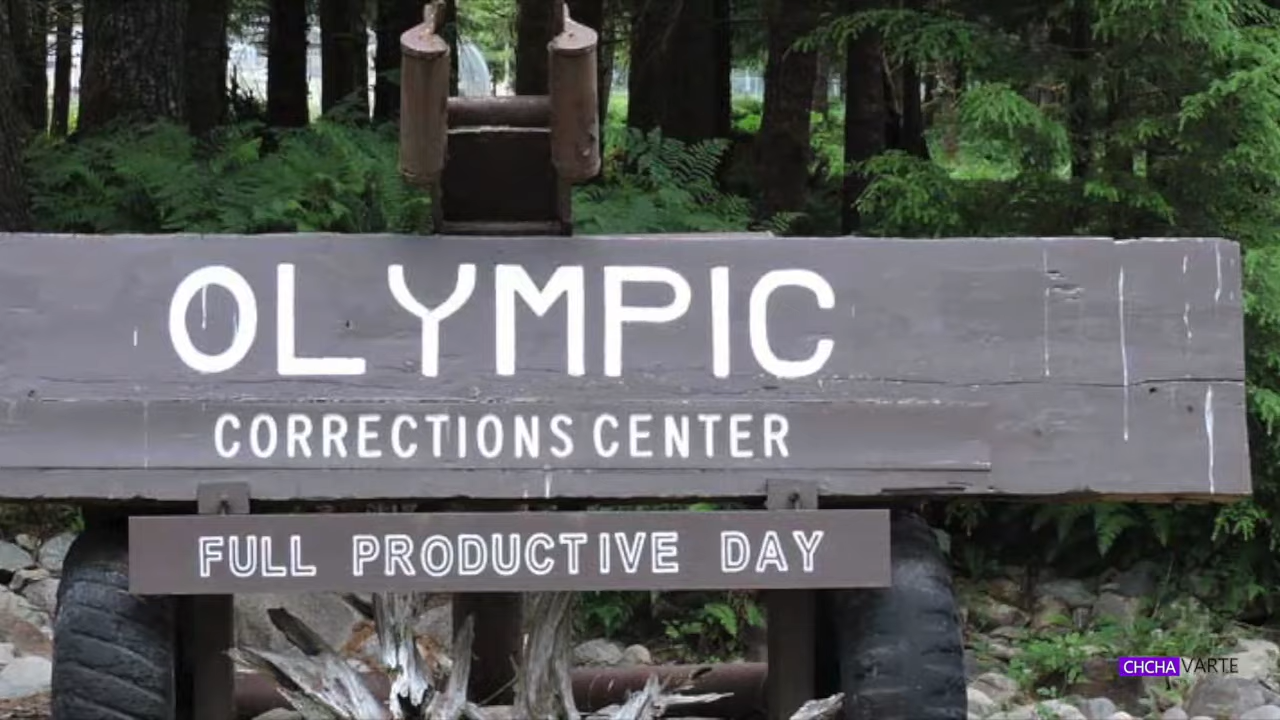 OLYMPIC
CORRECTIONS CENTER
FULL PRODUCTIVE DAY
CHCHAVARTE